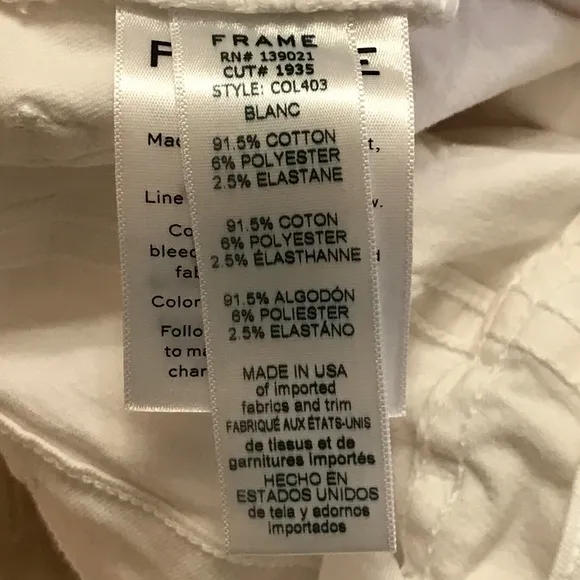 FRAME
RN# 139021
CUT# 1935
STYLE: COL403
BLANC
91.5% COTTON
6% POLYESTER
2.5% ELASTANE
91.5% COTON
6% POLYESTER
2.5% ÉLASTHANNE
91.5% ALGODÓN
6% POLIESTER
2.5% ELASTÁNO
MADE IN USA
of imported
fabrics and trim
FABRIQUÉ AUX ÉTATS-UNIS
de tissus et de
garnitures importés
HECHO EN
ESTADOS UNIDOS
de tela y adornos
importados
Line
Color
to